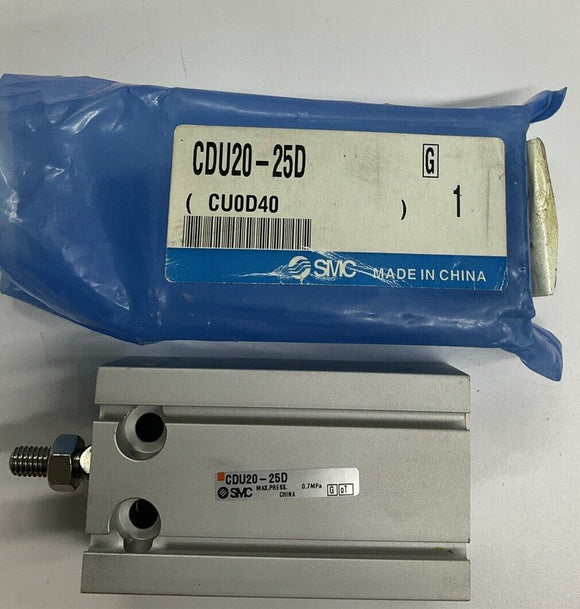 CDU20-25D G
( CU0D40 ) 1
SMC MADE IN CHINA
CDU20-25D
SMC MAX.PRESS. 0.7MPa
CHINA G